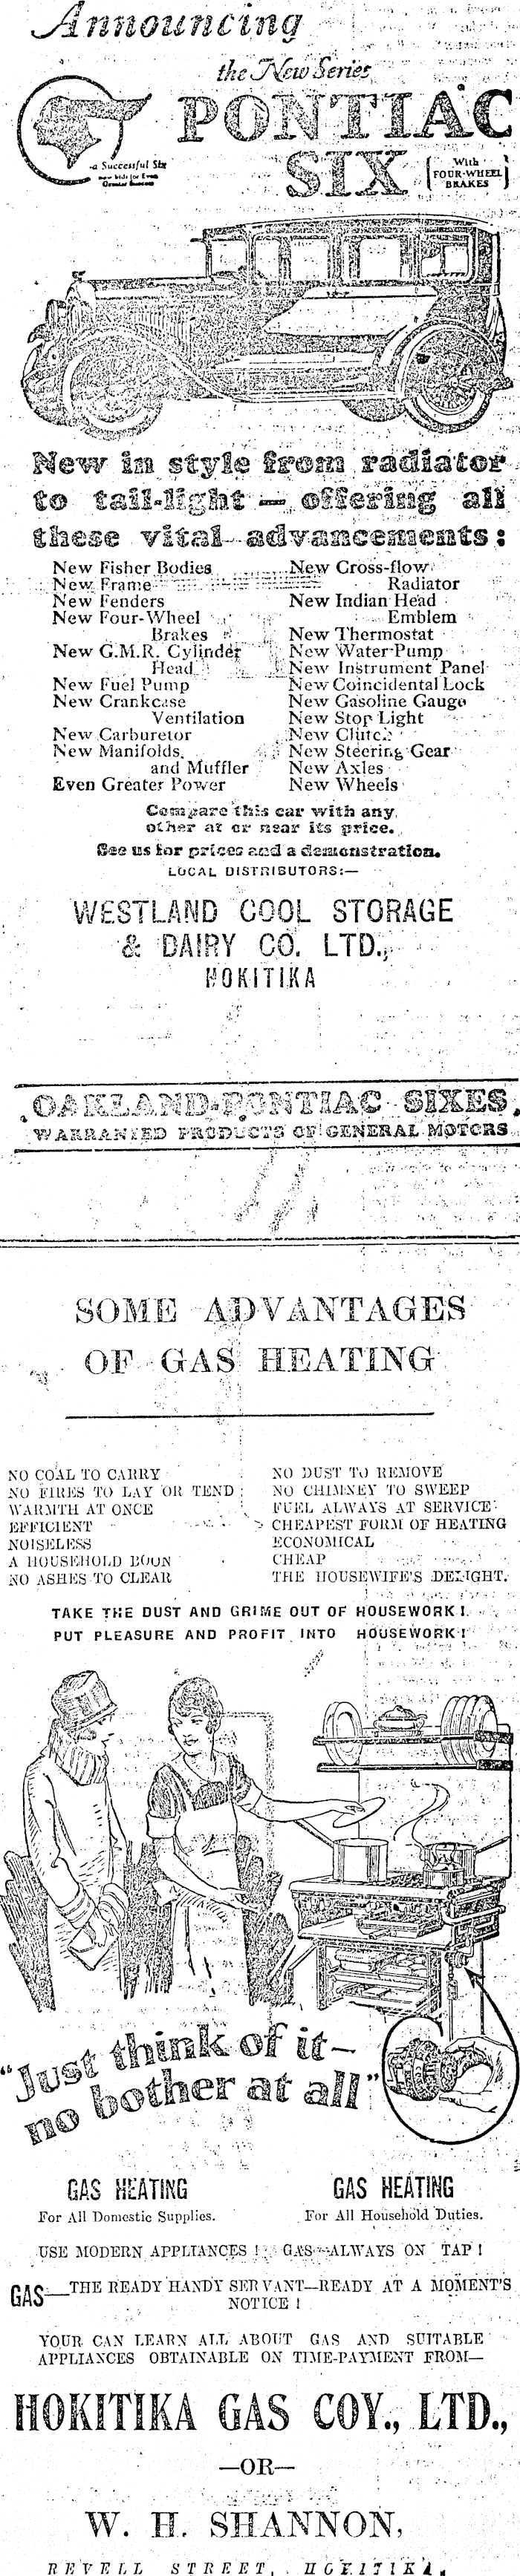 Announcing
the New Series
PONTIAC
SIX
With
FOUR-WHEEL
BRAKES
-a Successful Six
now bids for Even
Greater Success
New in style from radiator
to tail-light — offering all
these vital advancements:
New Fisher Bodies
New Frame
New Fenders
New Four-Wheel
Brakes
New G.M.R. Cylinder
Head
New Fuel Pump
New Crankcase
Ventilation
New Carburetor
New Manifolds
and Muffler
Even Greater Power
New Cross-flow
Radiator
New Indian Head
Emblem
New Thermostat
New Water Pump
New Instrument Panel
New Coincidental Lock
New Gasoline Gauge
New Stop Light
New Clutch
New Steering Gear
New Axles
New Wheels
Compare this car with any
other at or near its price.
See us for prices and a demonstration.
LOCAL DISTRIBUTORS:—
WESTLAND COOL STORAGE
& DAIRY CO. LTD.,
HOKITIKA
OAKLAND-PONTIAC SIXES
WARRANTED PRODUCTS OF GENERAL MOTORS
SOME ADVANTAGES
OF GAS HEATING
NO COAL TO CARRY
NO FIRES TO LAY OR TEND
WARMTH AT ONCE
EFFICIENT
NOISELESS
A HOUSEHOLD BOON
NO ASHES TO CLEAR
NO DUST TO REMOVE
NO CHIMNEY TO SWEEP
FUEL ALWAYS AT SERVICE
CHEAPEST FORM OF HEATING
ECONOMICAL
CHEAP
THE HOUSEWIFE'S DELIGHT.
TAKE THE DUST AND GRIME OUT OF HOUSEWORK!
PUT PLEASURE AND PROFIT INTO HOUSEWORK!
"Just think of it—
no bother at all"
GAS HEATING
For All Domestic Supplies.
GAS HEATING
For All Household Duties.
USE MODERN APPLIANCES! GAS—ALWAYS ON TAP!
GAS—THE READY HANDY SERVANT—READY AT A MOMENT'S
NOTICE!
YOUR CAN LEARN ALL ABOUT GAS AND SUITABLE
APPLIANCES OBTAINABLE ON TIME-PAYMENT FROM—
HOKITIKA GAS COY., LTD.,
—OR—
W. H. SHANNON,
REVELL STREET, HOKITIKA.